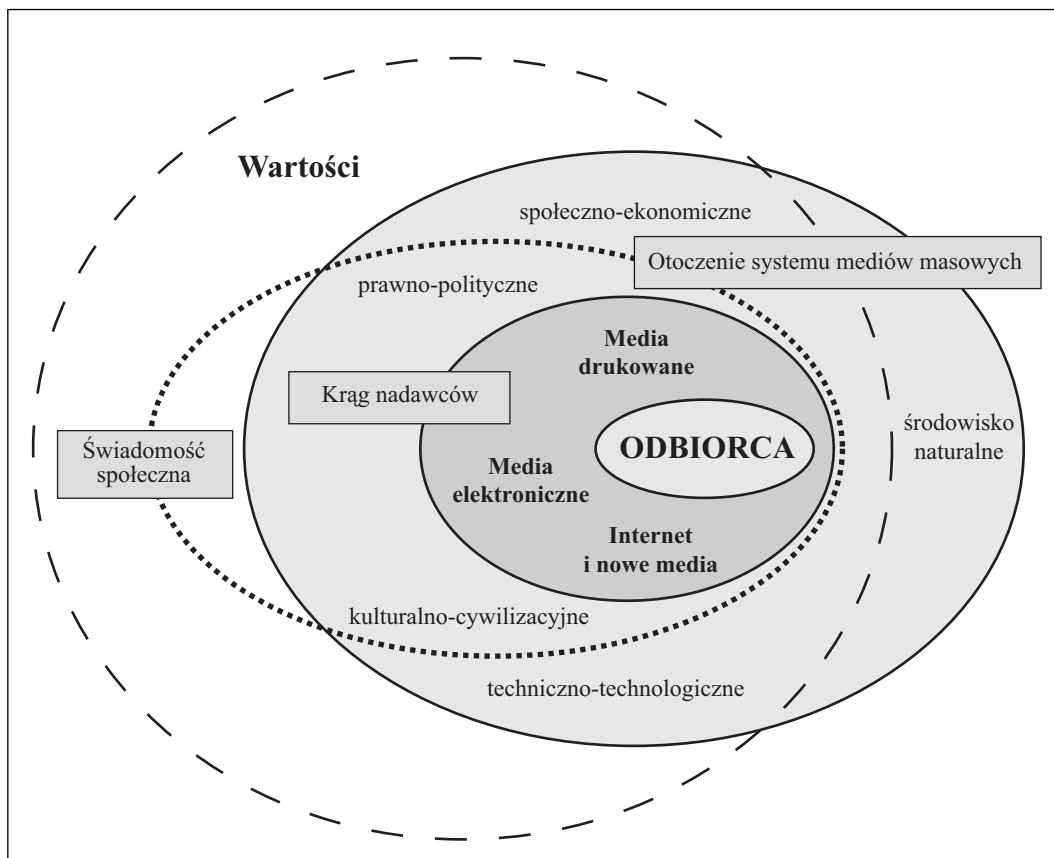 Wartości
społeczno-ekonomiczne
Otoczenie systemu mediów masowych
prawno-polityczne
Media
drukowane
Krąg nadawców
środowisko
naturalne
ODBIORCA
Świadomość
społeczna
Media
elektroniczne
Internet
i nowe media
kulturalno-cywilizacyjne
techniczno-technologiczne